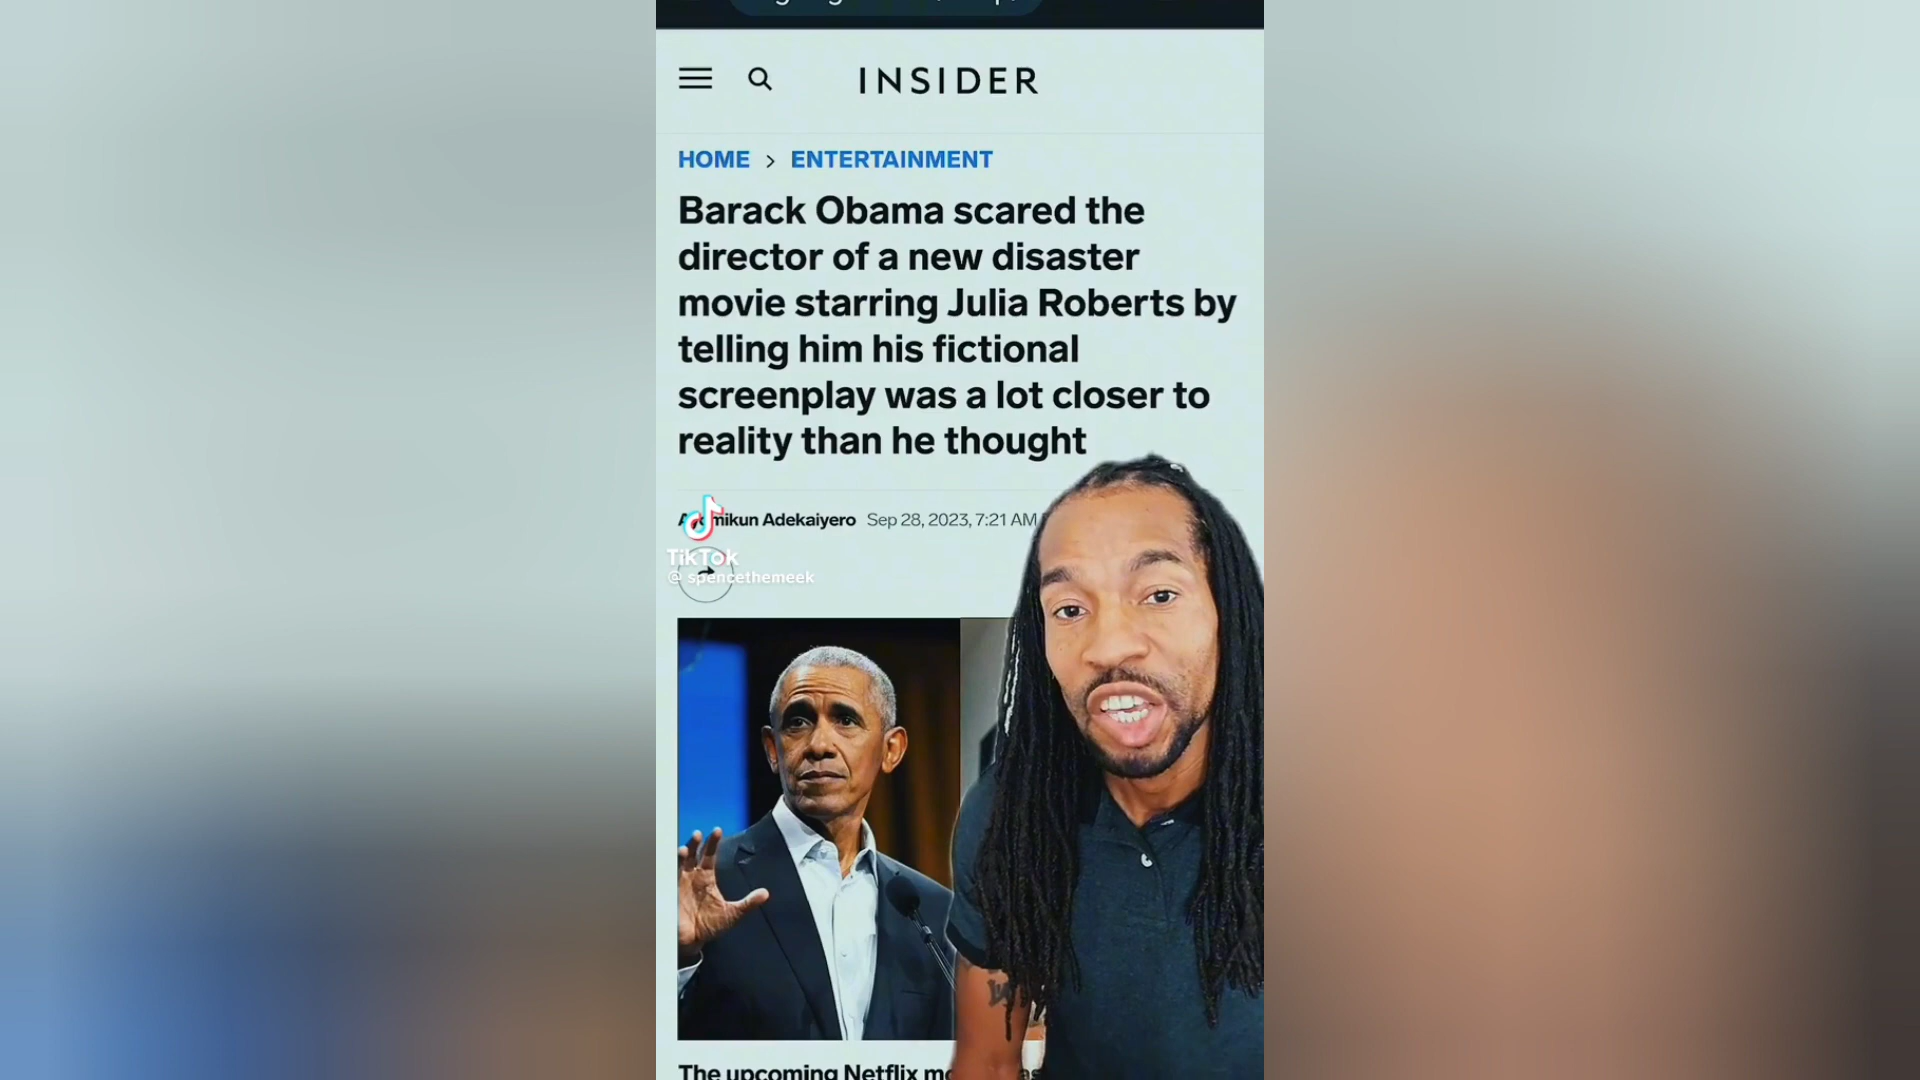 INSIDER
HOME > ENTERTAINMENT
Barack Obama scared the
director of a new disaster
movie starring Julia Roberts by
telling him his fictional
screenplay was a lot closer to
reality than he thought
Adekaiyero Sep 28, 2023, 7:21 AM
TikTok
@ spencethemeek
The upcoming Netflix